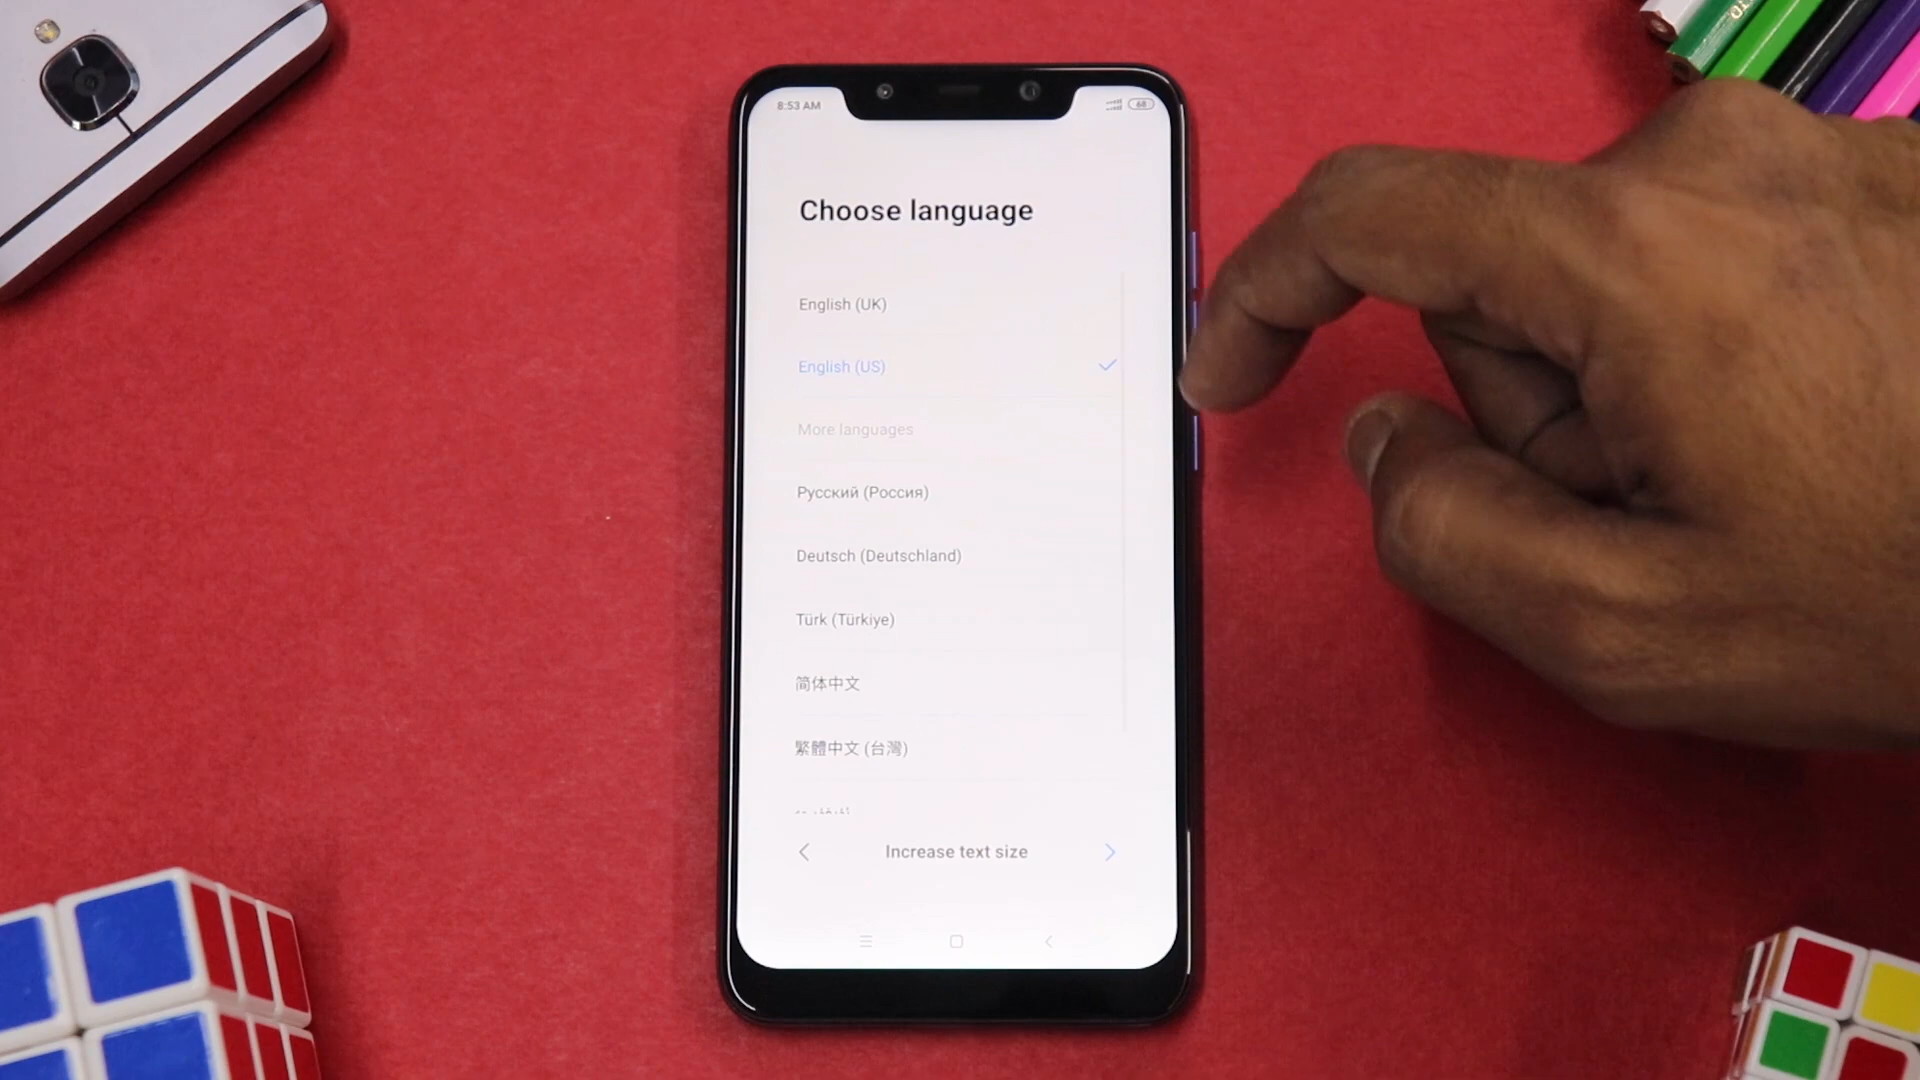 8:53 AM
68
Choose language
English (UK)
English (US)
More languages
Русский (Россия)
Deutsch (Deutschland)
Türk (Türkiye)
简体中文
繁體中文 (台灣)
Increase text size